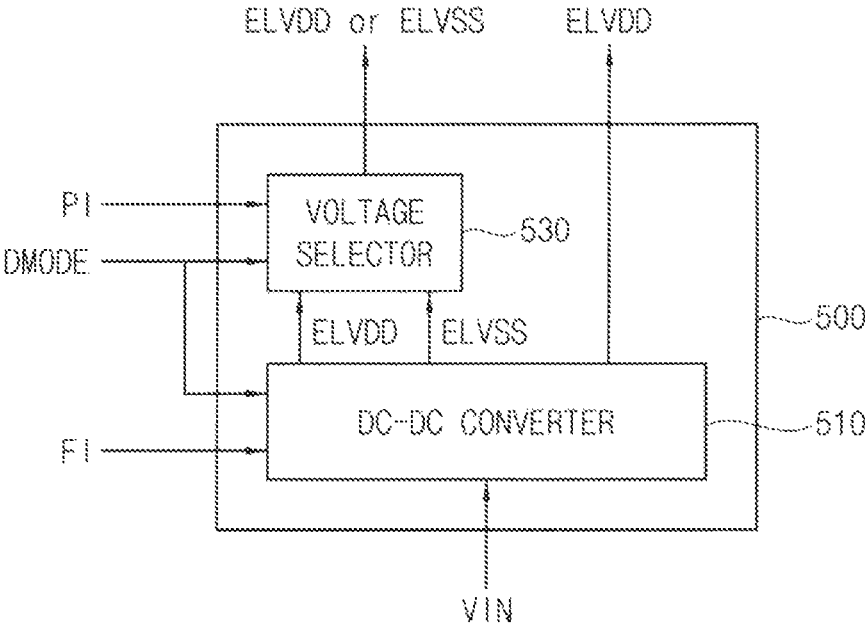 ELVDD or ELVSS
ELVDD
PI
VOLTAGE
SELECTOR
530
DMODE
ELVDD
ELVSS
500
DC-DC CONVERTER
510
FI
VIN